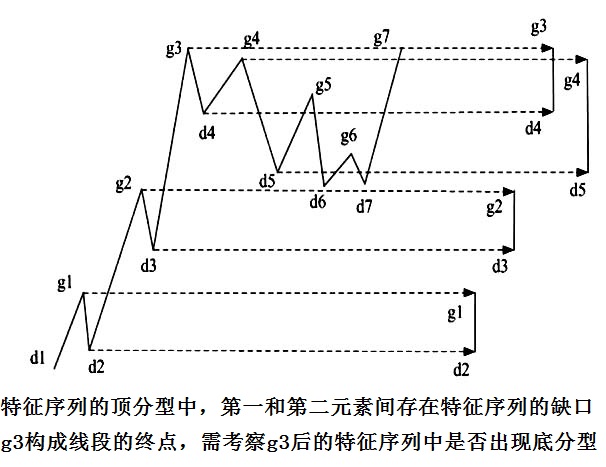 g3
g4
g7
g3
g4
g5
d4
g6
d4
g2
d5
d6
d7
g2
d5
d3
d3
g1
g1
d1
d2
d2
特征序列的顶分型中，第一和第二元素间存在特征序列的缺口
g3构成线段的终点，需考察g3后的特征序列中是否出现底分型